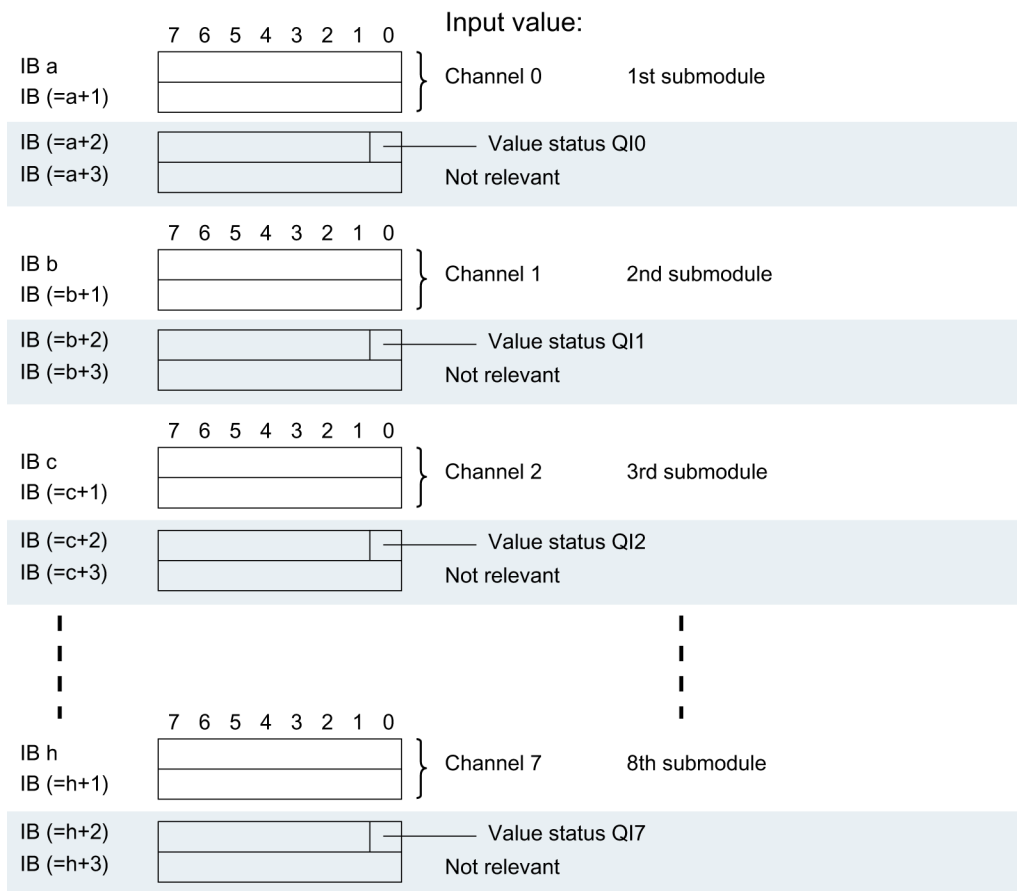 Input value:
7 6 5 4 3 2 1 0
IB a
Channel 0 1st submodule
IB (=a+1)
IB (=a+2) Value status QI0
IB (=a+3) Not relevant
7 6 5 4 3 2 1 0
IB b
Channel 1 2nd submodule
IB (=b+1)
IB (=b+2) Value status QI1
IB (=b+3) Not relevant
7 6 5 4 3 2 1 0
IB c
Channel 2 3rd submodule
IB (=c+1)
IB (=c+2) Value status QI2
IB (=c+3) Not relevant
7 6 5 4 3 2 1 0
IB h
Channel 7 8th submodule
IB (=h+1)
IB (=h+2) Value status QI7
IB (=h+3) Not relevant